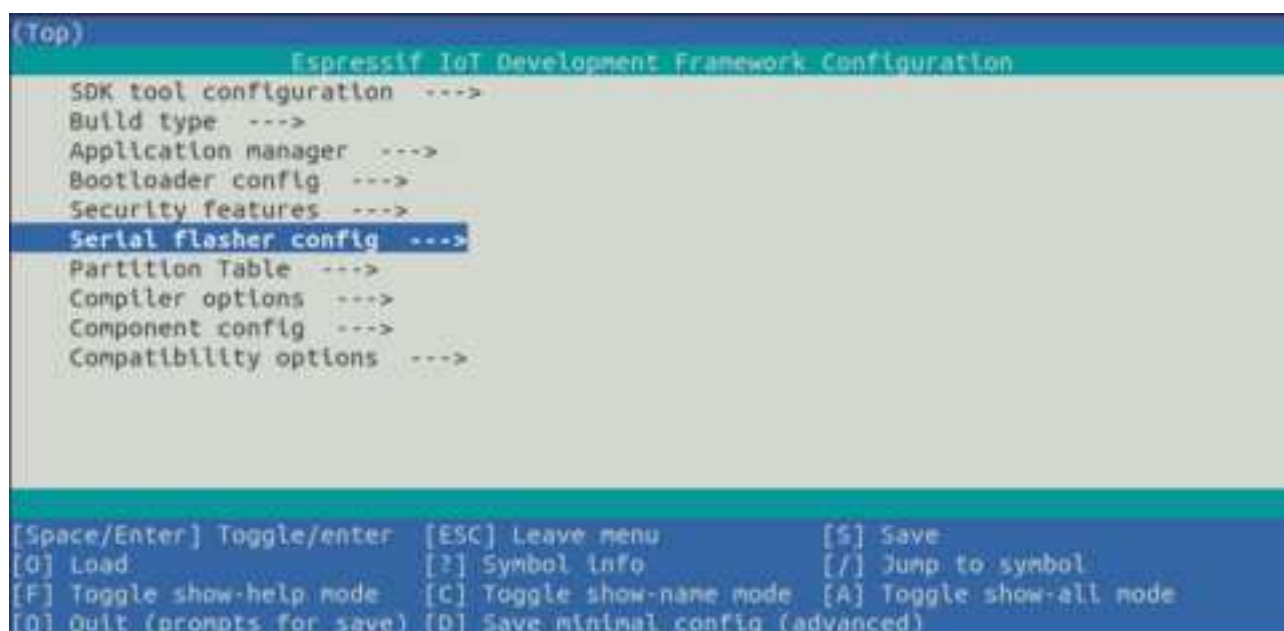 (Top)
Espressif IoT Development Framework Configuration
SDK tool configuration --->
Build type --->
Application manager --->
Bootloader config --->
Security features --->
Serial flasher config --->
Partition Table --->
Compiler options --->
Component config --->
Compatibility options --->
[Space/Enter] Toggle/enter [ESC] Leave menu [S] Save
[O] Load [?] Symbol info [/] Jump to symbol
[F] Toggle show-help mode [C] Toggle show-name mode [A] Toggle show-all mode
[Q] Quit (prompts for save) [D] Save minimal config (advanced)